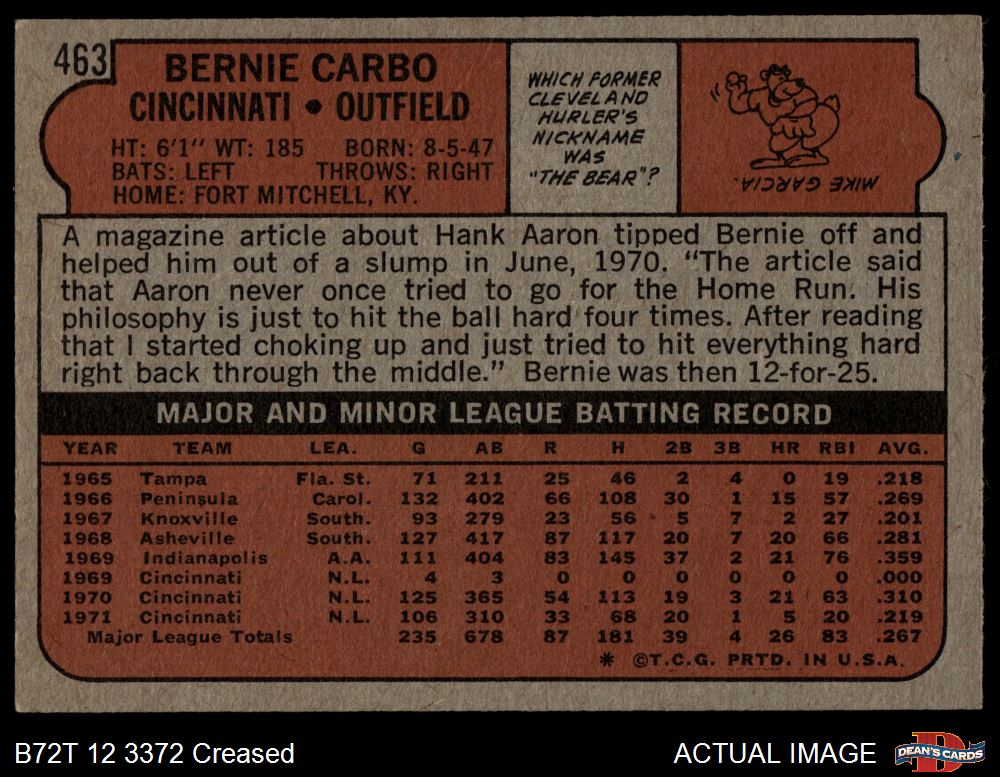 463
BERNIE CARBO
CINCINNATI • OUTFIELD
HT: 6'1" WT: 185 BORN: 8-5-47
BATS: LEFT THROWS: RIGHT
HOME: FORT MITCHELL, KY.
WHICH FORMER
CLEVELAND
HURLER'S
NICKNAME
WAS
"THE BEAR"?
MIKE GARCIA.
A magazine article about Hank Aaron tipped Bernie off and
helped him out of a slump in June, 1970. "The article said
that Aaron never once tried to go for the Home Run. His
philosophy is just to hit the ball hard four times. After reading
that I started choking up and just tried to hit everything hard
right back through the middle." Bernie was then 12-for-25.
MAJOR AND MINOR LEAGUE BATTING RECORD
YEAR TEAM LEA. G AB R H 2B 3B HR RBI AVG.
1965 Tampa Fla. St. 71 211 25 46 2 4 0 19 .218
1966 Peninsula Carol. 132 402 66 108 30 1 15 57 .269
1967 Knoxville South. 93 279 23 56 5 7 2 27 .201
1968 Asheville South. 127 417 87 117 20 7 20 66 .281
1969 Indianapolis A.A. 111 404 83 145 37 2 21 76 .359
1969 Cincinnati N.L. 4 3 0 0 0 0 0 0 .000
1970 Cincinnati N.L. 125 365 54 113 19 3 21 63 .310
1971 Cincinnati N.L. 106 310 33 68 20 1 5 20 .219
Major League Totals 235 678 87 181 39 4 26 83 .267
* ©T.C.G. PRTD. IN U.S.A.
B72T 12 3372 Creased
ACTUAL IMAGE
DEAN'S CARDS